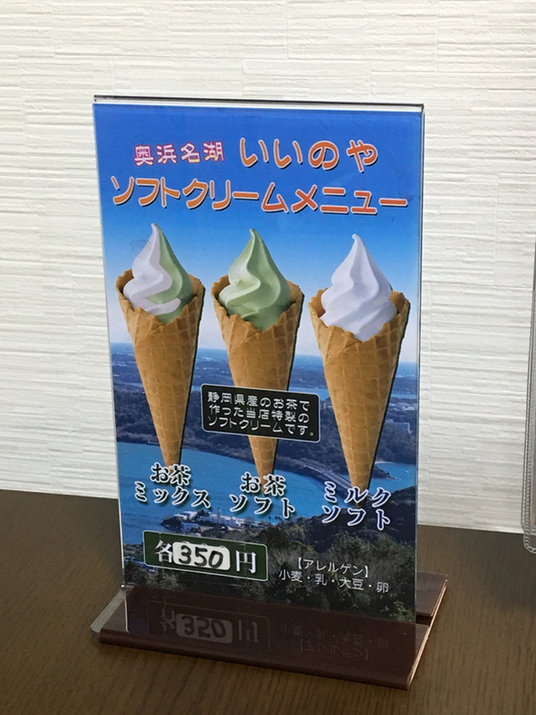 奥浜名湖 いいのや
ソフトクリームメニュー
静岡県産のお茶で
作った当店特製の
ソフトクリームです。
お茶
ミックス
お茶
ソフト
ミルク
ソフト
各350円
【アレルゲン】
小麦・乳・大豆・卵